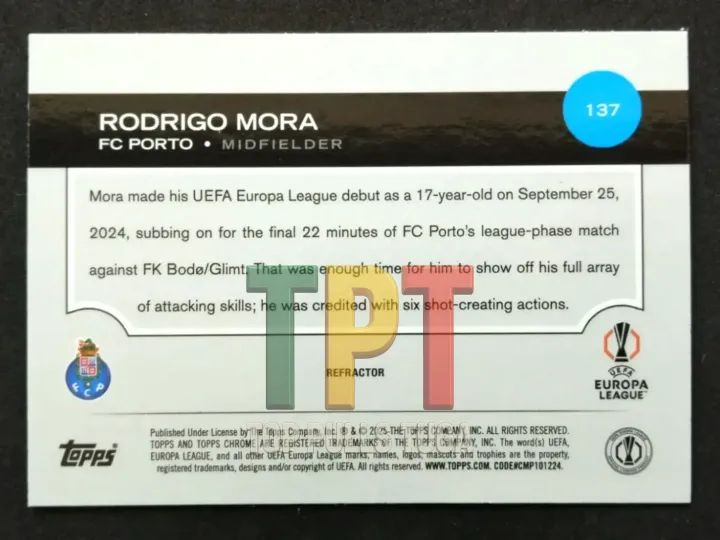 137
RODRIGO MORA
FC PORTO • MIDFIELDER
Mora made his UEFA Europa League debut as a 17-year-old on September 25,
2024, subbing on for the final 22 minutes of FC Porto's league-phase match
against FK Bodø/Glimt. That was enough time for him to show off his full array
of attacking skills; he was credited with six shot-creating actions.
TPT
REFRACTOR
FCP
UEFA
EUROPA
LEAGUE™
Published Under License by The Topps Company, Inc. ® & © 2025 THE TOPPS COMPANY, INC. ALL RIGHTS RESERVED.
TOPPS AND TOPPS CHROME ARE REGISTERED TRADEMARKS OF THE TOPPS COMPANY, INC. The word(s) UEFA,
EUROPA LEAGUE, and all other UEFA Europa League marks, names, logos, mascots and trophies are the property,
registered trademarks, designs and/or copyright of UEFA. All rights reserved. WWW.TOPPS.COM. CODE#CMP101224.
Topps